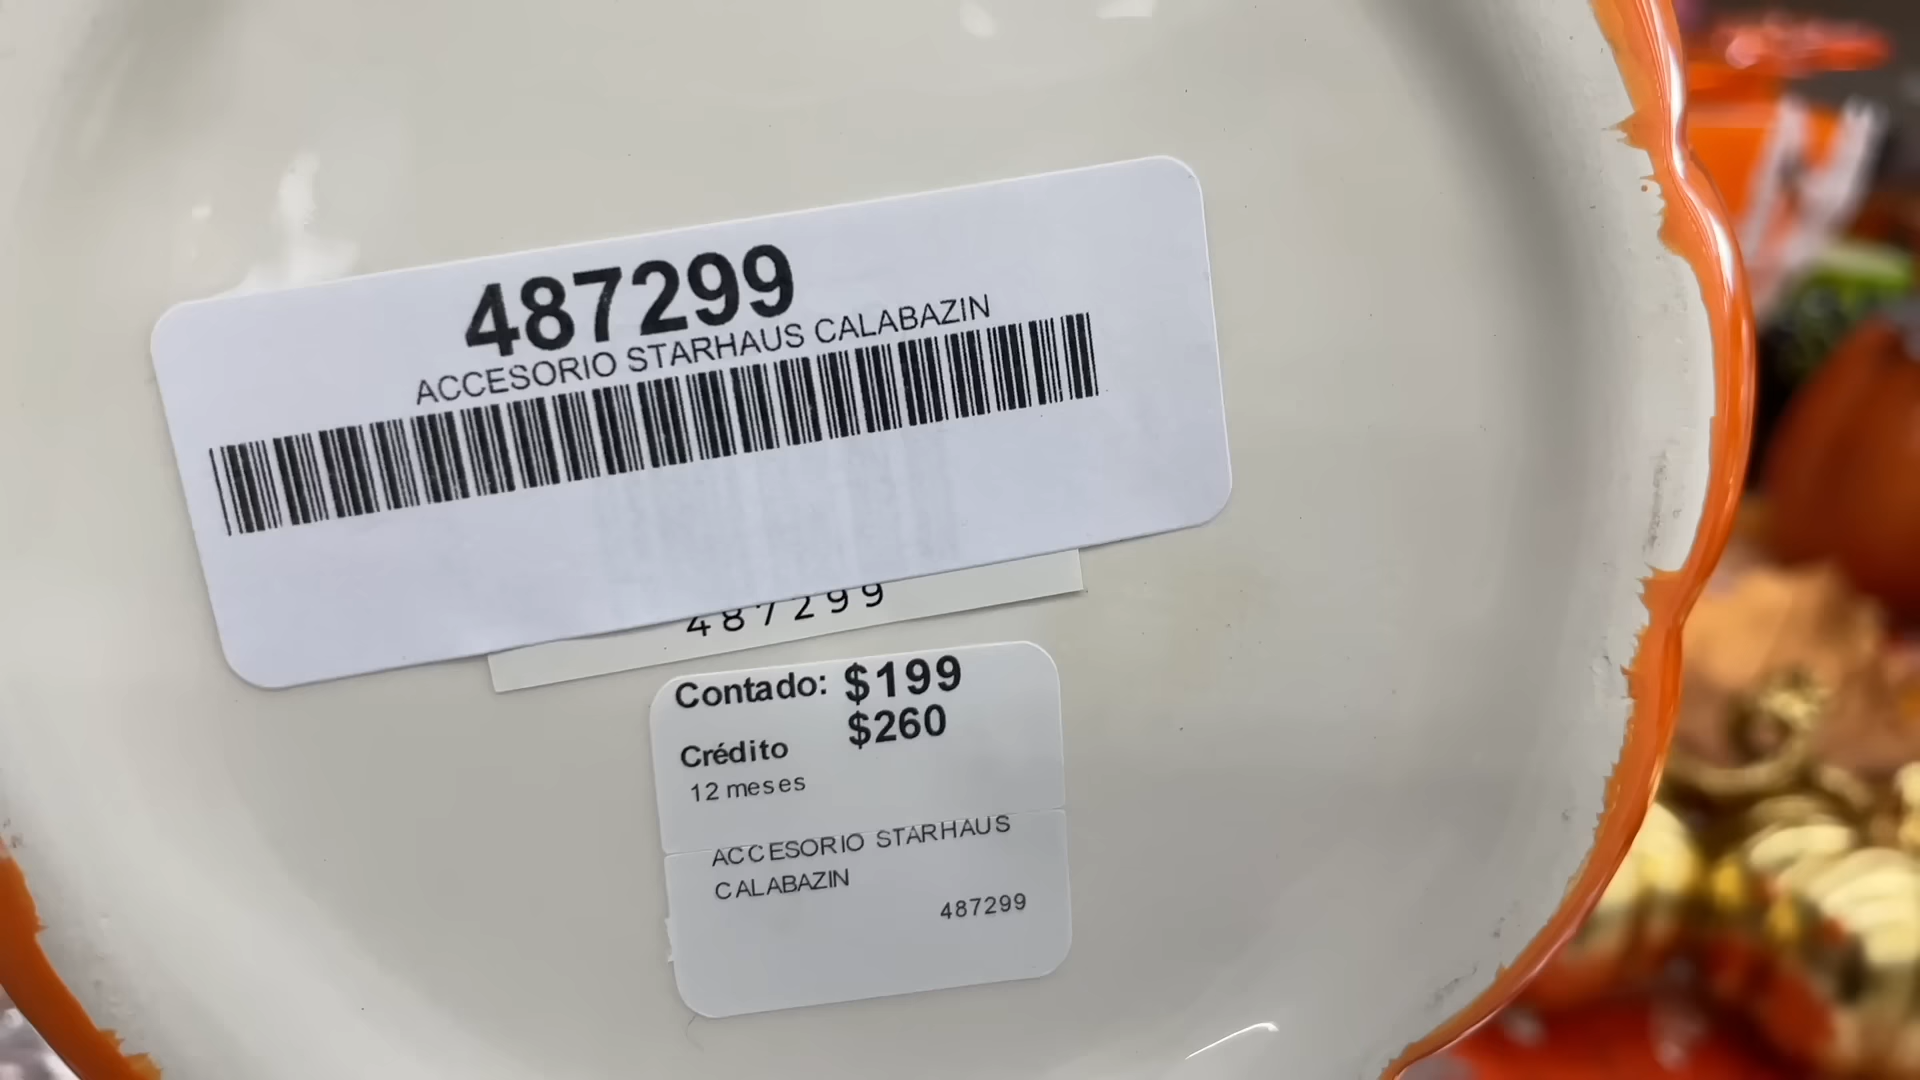 487299
ACCESORIO STARHAUS CALABAZIN
487299
Contado: $199
$260
Crédito
12 meses
ACCESORIO STARHAUS
CALABAZIN
487299